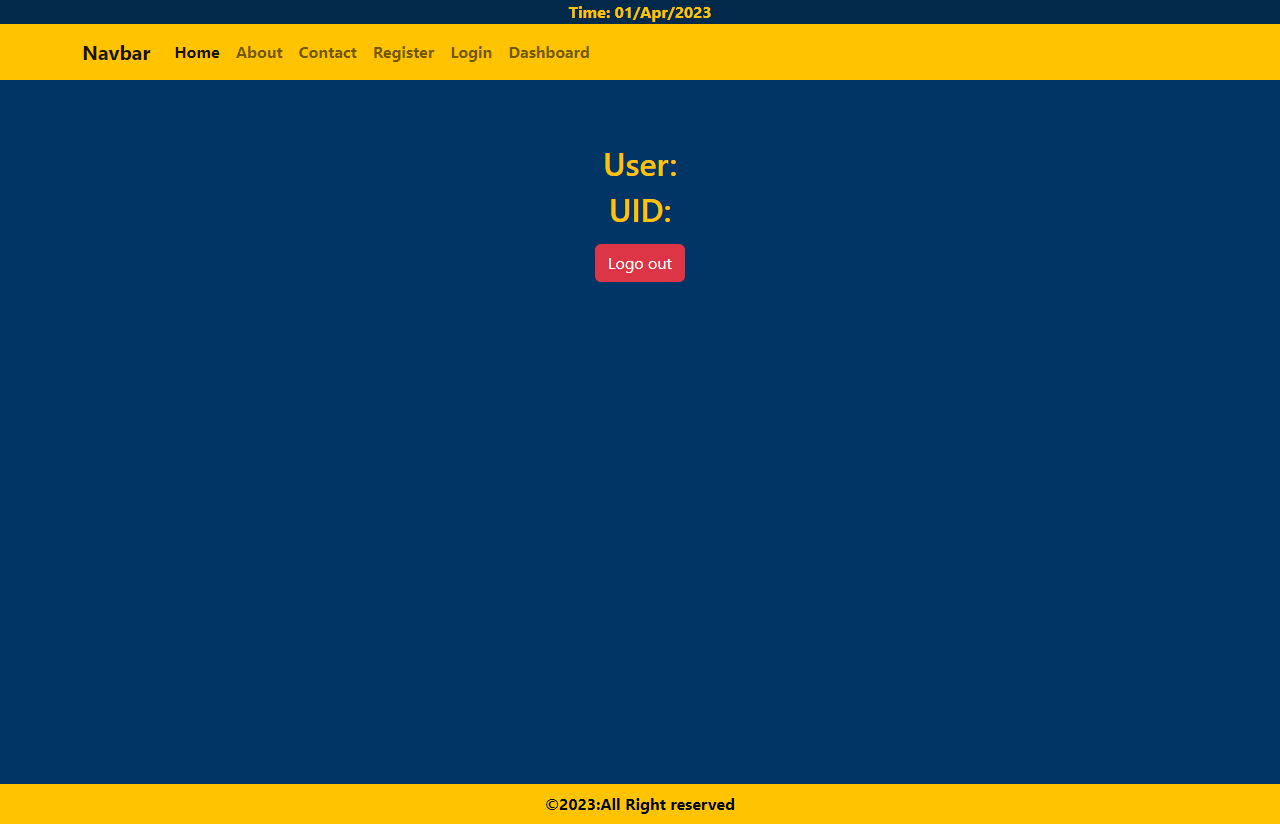 Time: 01/Apr/2023
Navbar Home About Contact Register Login Dashboard
User:
UID:
Logo out
©2023:All Right reserved